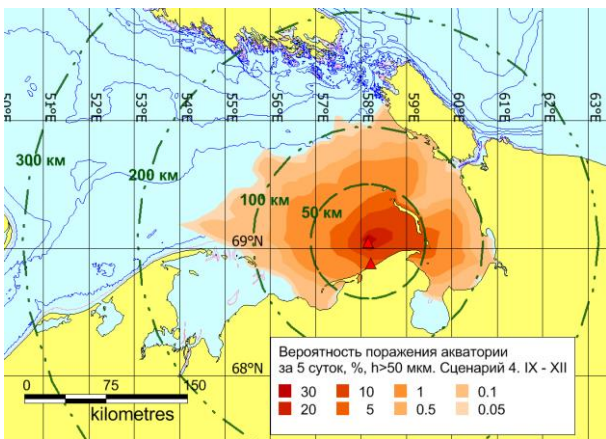 50°E 51°E 52°E 53°E 54°E 55°E 56°E 57°E 58°E 59°E 60°E 61°E 62°E 63°E
300 км
200 км
100 км
50 км
69°N
68°N
Вероятность поражения акватории
за 5 суток, %, h>50 мкм. Сценарий 4. IX - XII
30 10 1 0.1
20 5 0.5 0.05
0 75 150
kilometres